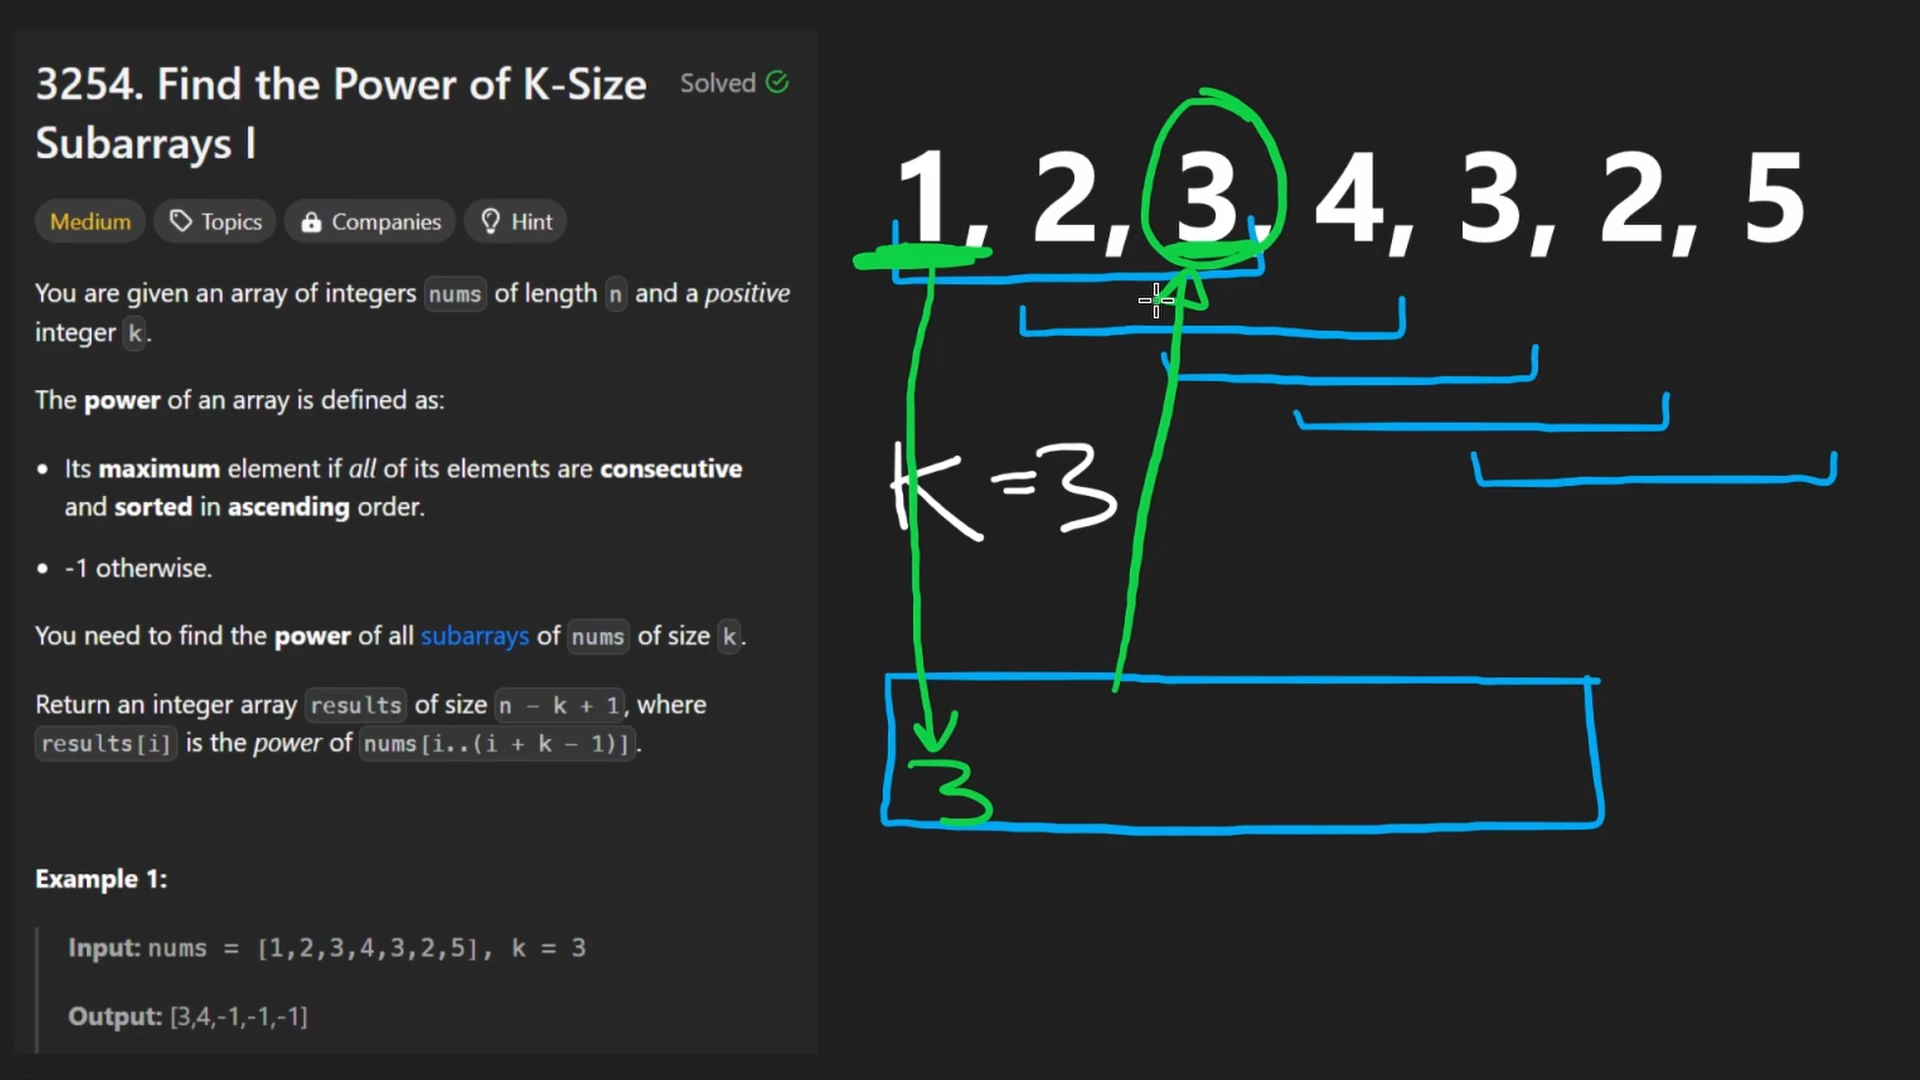 3254. Find the Power of K-Size
Subarrays I
Solved
Medium
Topics
Companies
Hint
You are given an array of integers nums of length n and a positive
integer k.
The power of an array is defined as:
• Its maximum element if all of its elements are consecutive
and sorted in ascending order.
• -1 otherwise.
You need to find the power of all subarrays of nums of size k.
Return an integer array results of size n - k + 1, where
results[i] is the power of nums[i..(i + k - 1)].
Example 1:
Input: nums = [1,2,3,4,3,2,5], k = 3
Output: [3,4,-1,-1,-1]
1, 2, 3, 4, 3, 2, 5
K=3
3